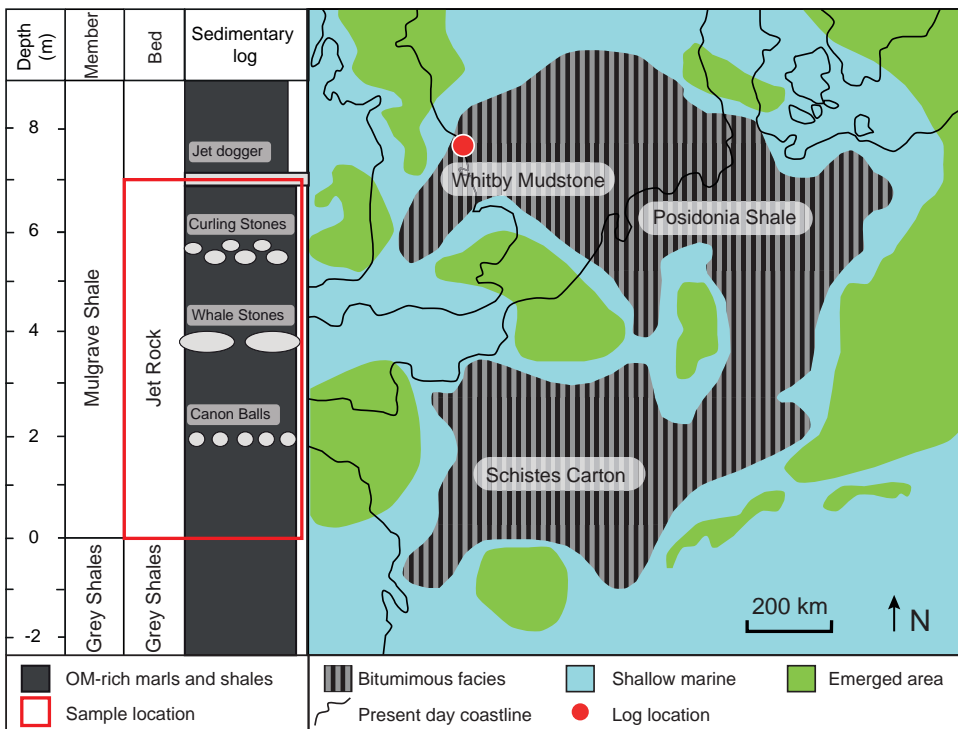 Depth
(m)
Member
Bed
Sedimentary
log
8
6
4
2
0
-2
Mulgrave Shale
Grey Shales
Jet Rock
Grey Shales
Jet dogger
Curling Stones
Whale Stones
Canon Balls
Whitby Mudstone
Posidonia Shale
Schistes Carton
200 km
N
OM-rich marls and shales
Sample location
Bitumimous facies
Shallow marine
Emerged area
Present day coastline
Log location